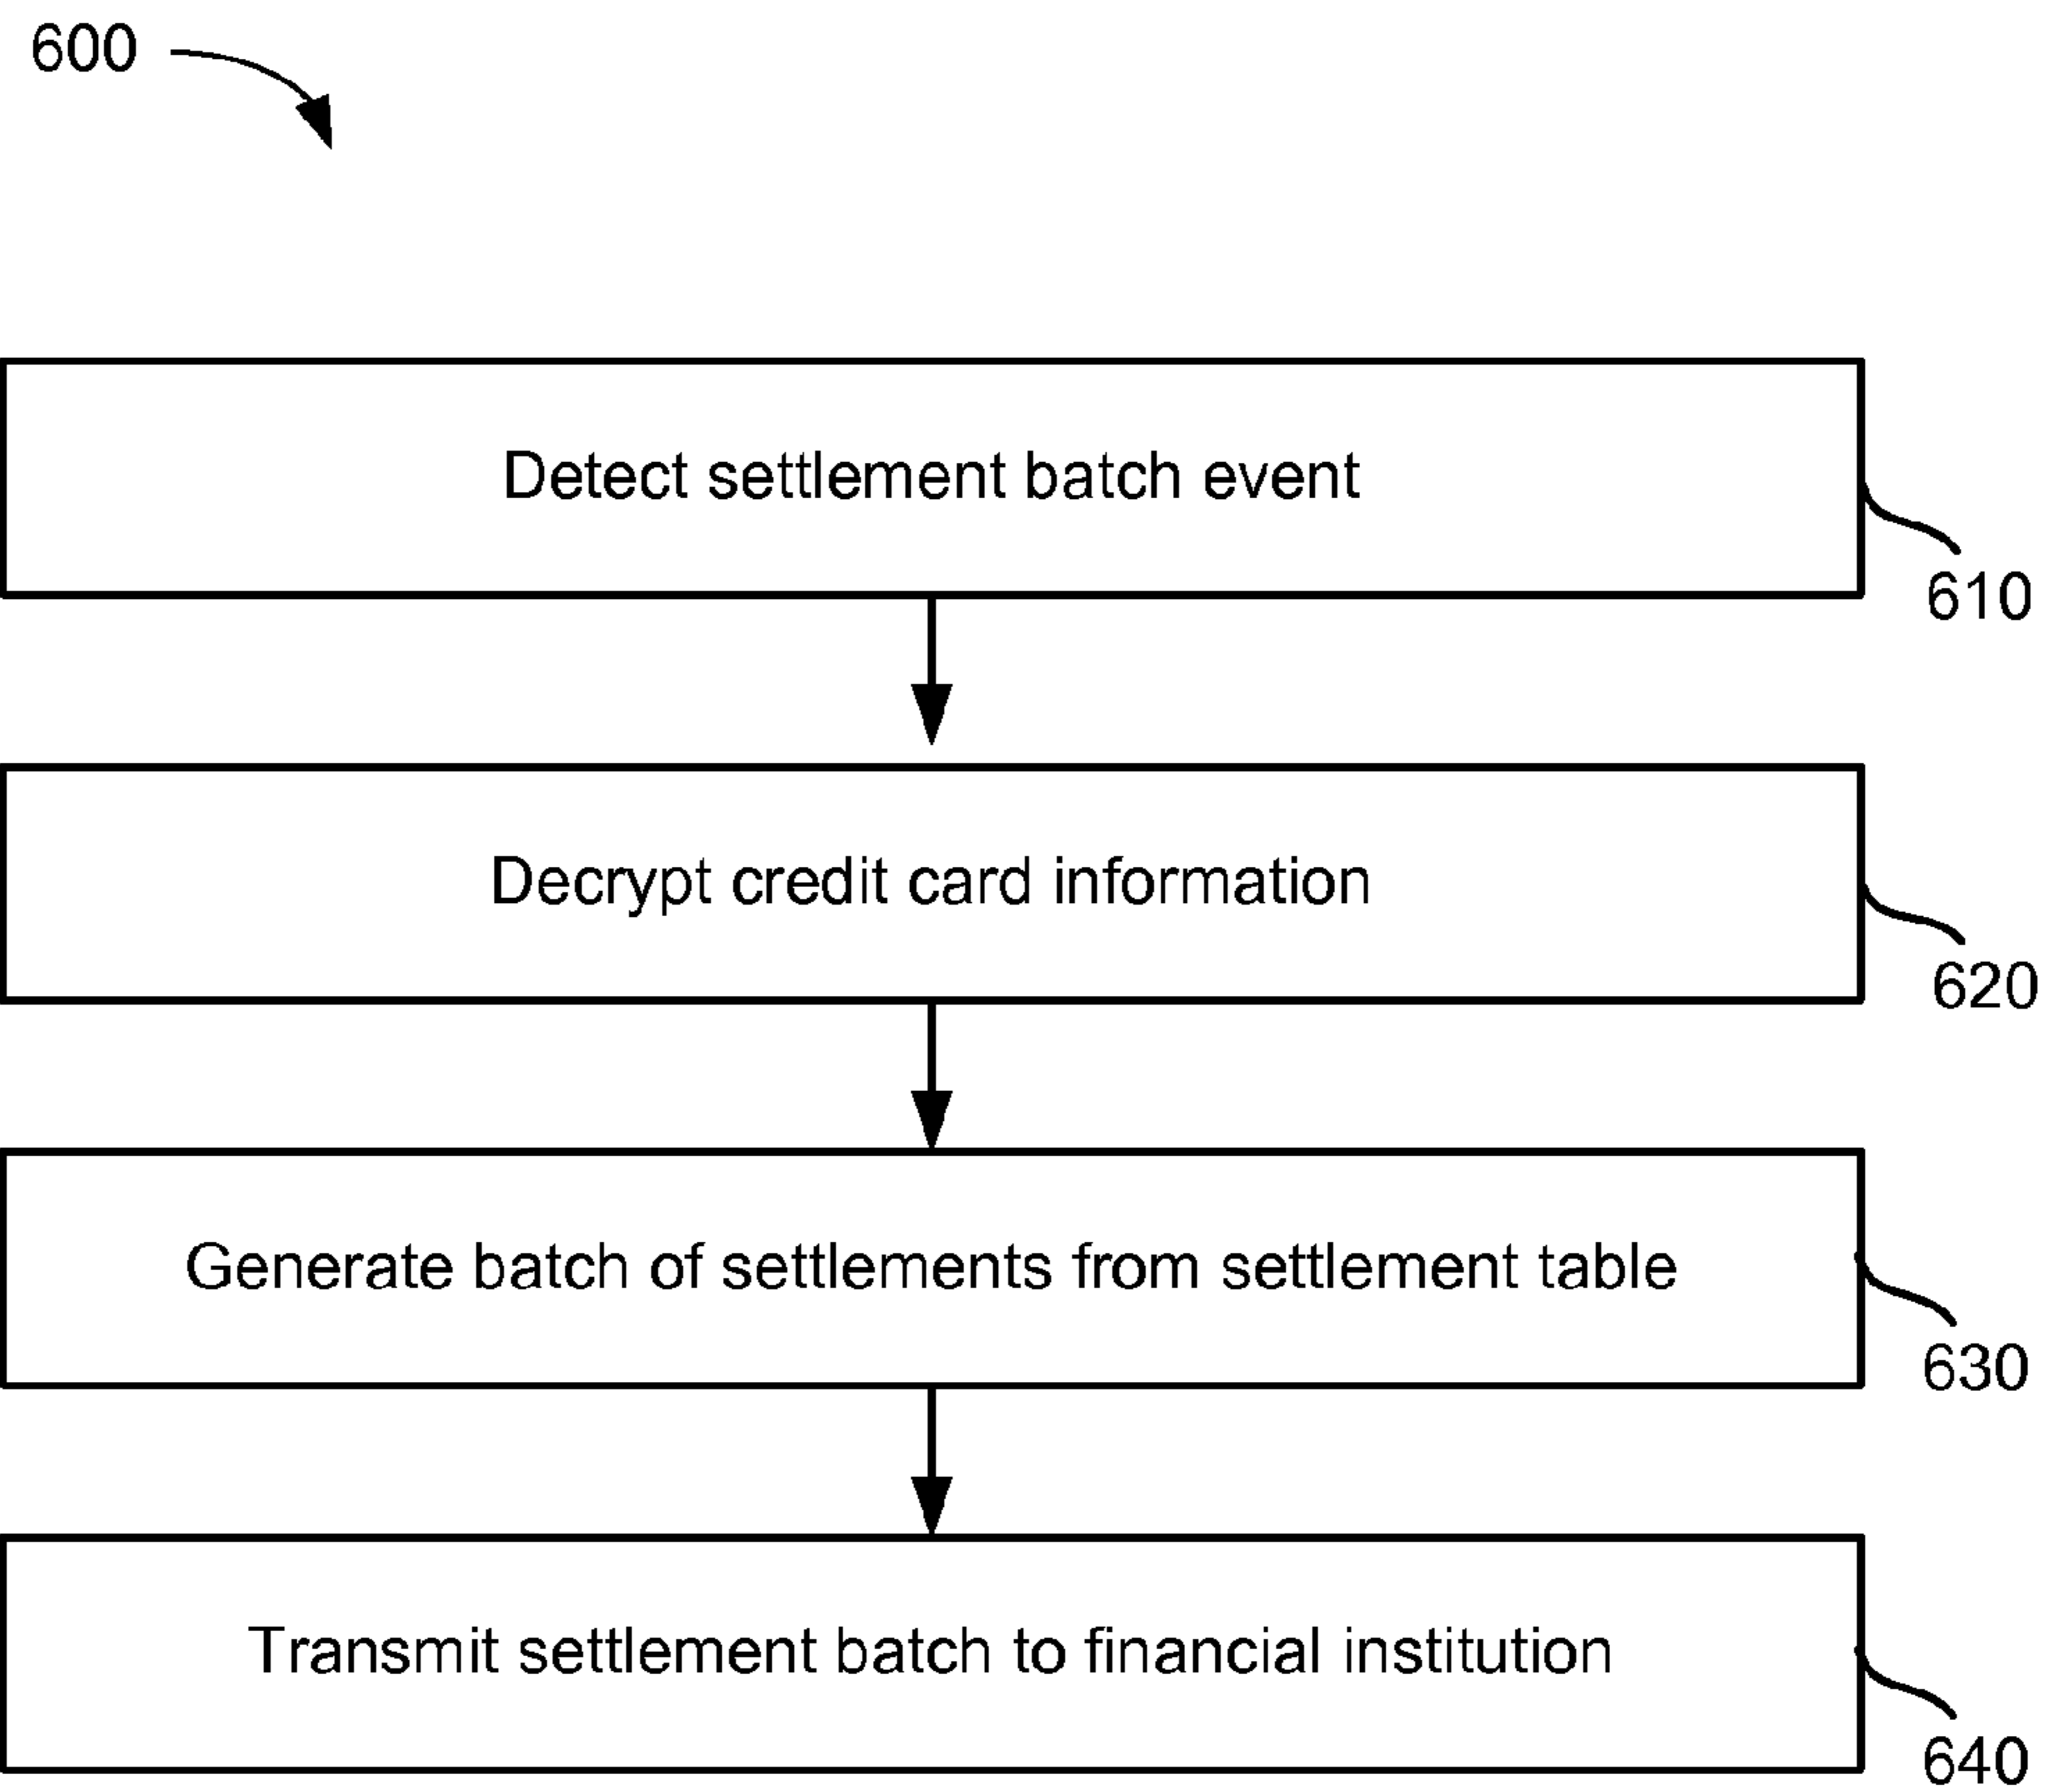 600
Detect settlement batch event
610
Decrypt credit card information
620
Generate batch of settlements from settlement table
630
Transmit settlement batch to financial institution
640